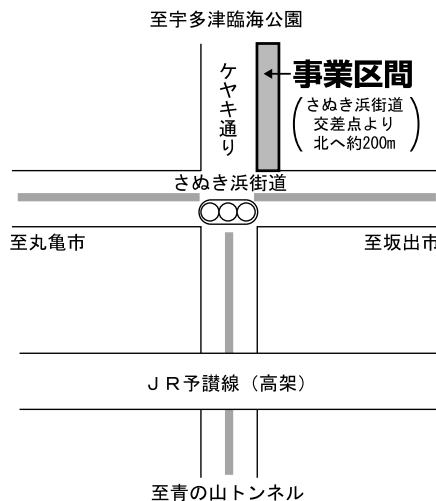 至宇多津臨海公園
ケヤキ通り
事業区間
(さぬき浜街道
交差点より
北へ約200m)
さぬき浜街道
至丸亀市
至坂出市
ＪＲ予讃線（高架）
至青の山トンネル